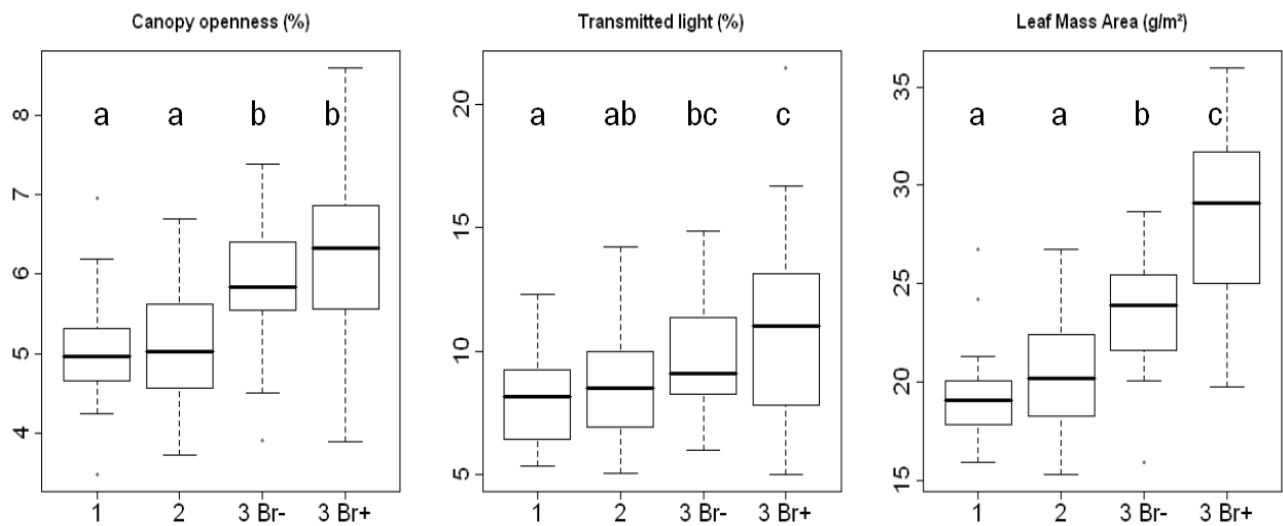 Canopy openness (%)
8
7
6
5
4
a a b b
1 2 3 Br- 3 Br+
Transmitted light (%)
20
15
10
5
a ab bc c
1 2 3 Br- 3 Br+
Leaf Mass Area (g/m²)
35
30
25
20
15
a a b c
1 2 3 Br- 3 Br+